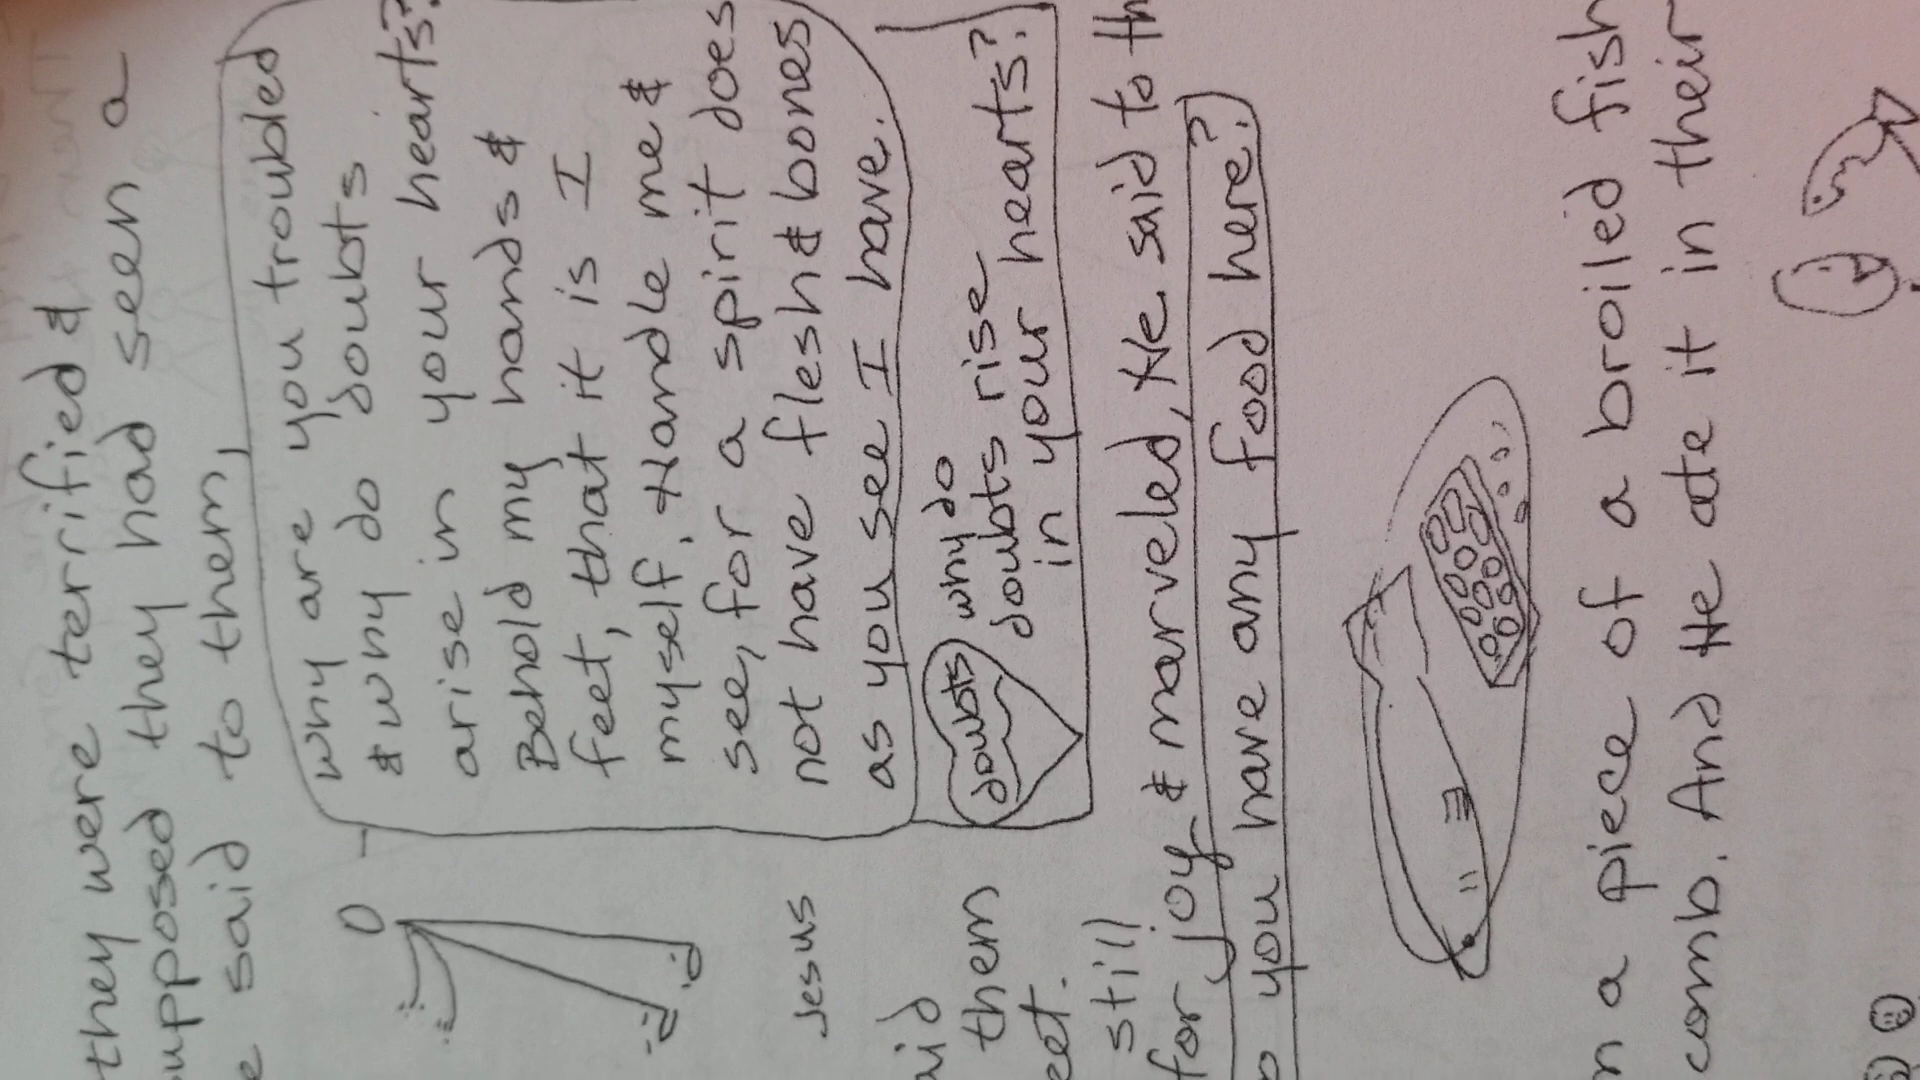 they were terrified &
supposed they had seen a
said to them,
Why are you troubled
& why do doubts
arise in your hearts?
Behold my hands &
feet, that it is I
myself. Handle me &
see, for a spirit does
not have flesh & bones
as you see I have.
Jesus
doubts
why do
doubts rise
in your hearts?
them
still
for joy & marveled, He said to
you have any food here?
a piece of a broiled fish
comb. And He ate it in their